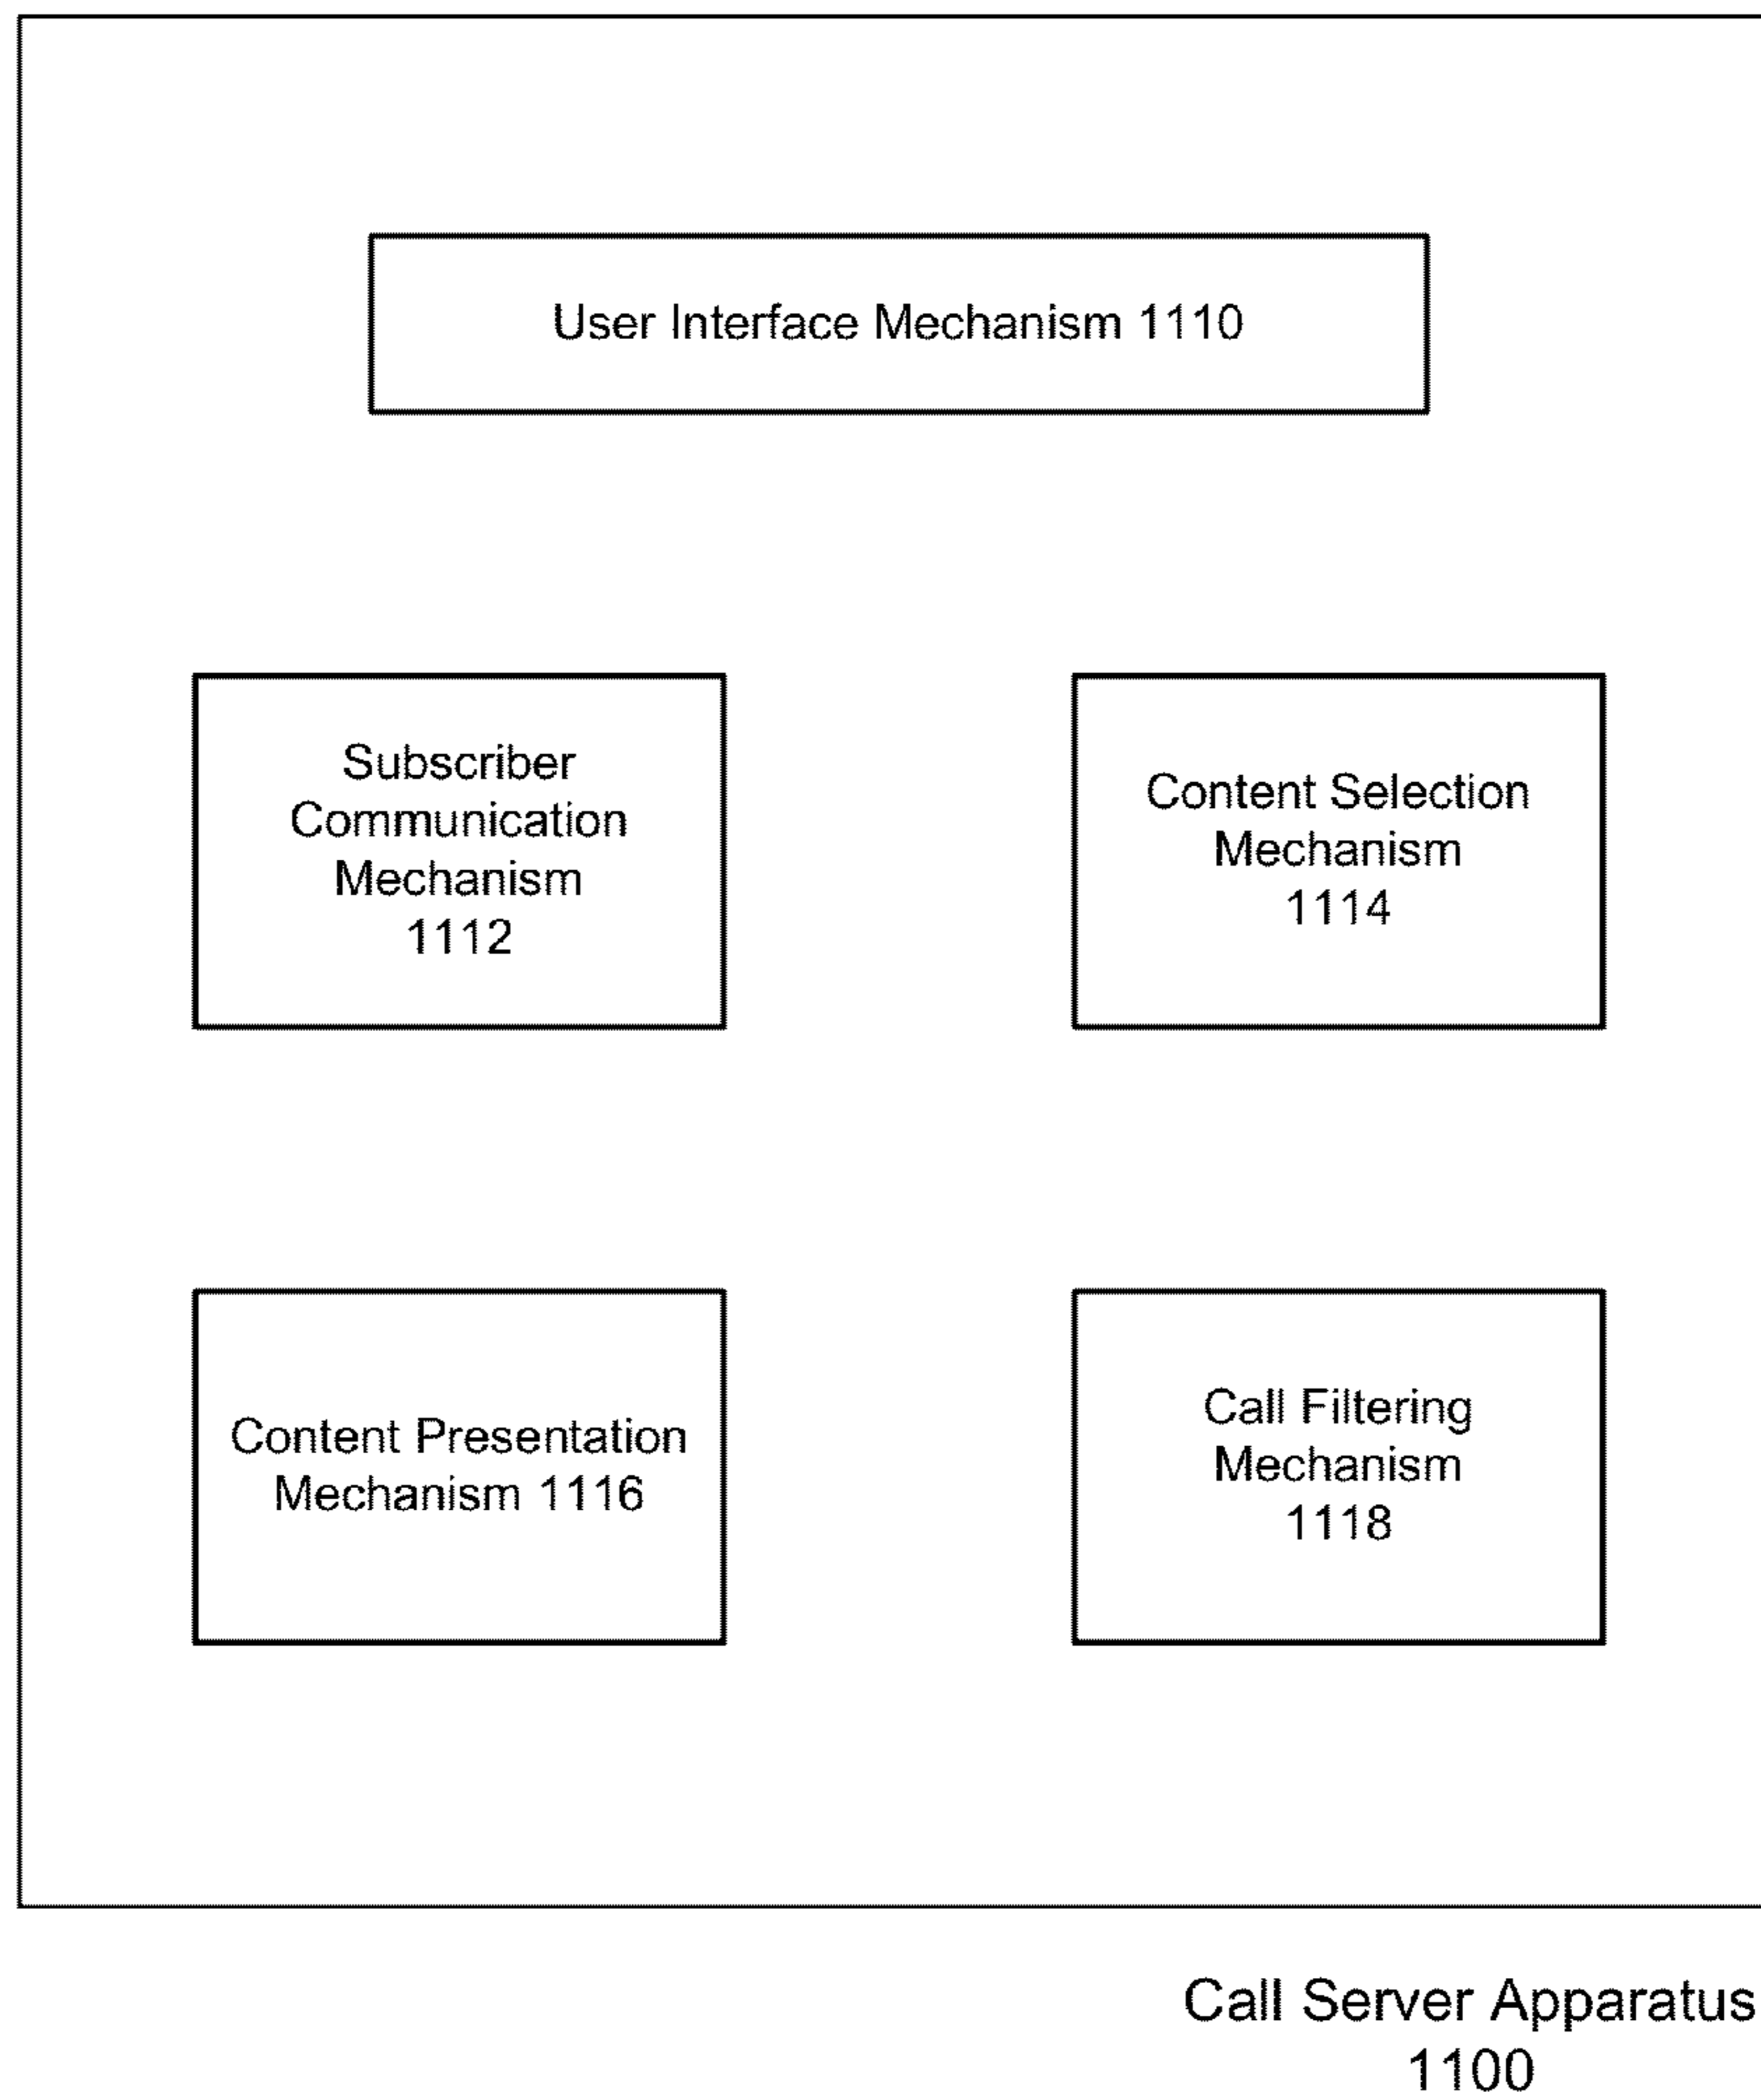 User Interface Mechanism 1110
Subscriber
Communication
Mechanism
1112
Content Selection
Mechanism
1114
Content Presentation
Mechanism 1116
Call Filtering
Mechanism
1118
Call Server Apparatus
1100